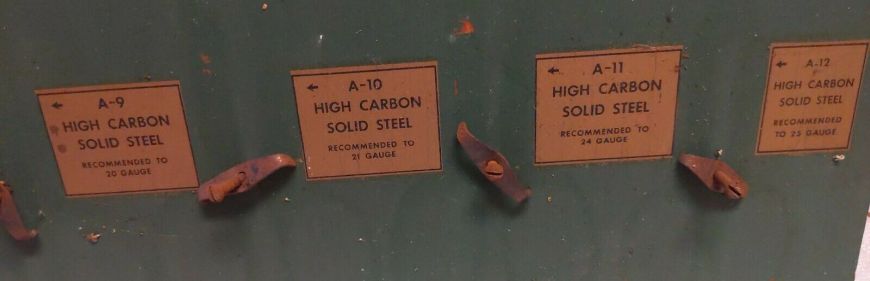 ← A-9
HIGH CARBON
SOLID STEEL
RECOMMENDED TO
20 GAUGE
← A-10
HIGH CARBON
SOLID STEEL
RECOMMENDED TO
21 GAUGE
← A-11
HIGH CARBON
SOLID STEEL
RECOMMENDED TO
24 GAUGE
← A-12
HIGH CARBON
SOLID STEEL
RECOMMENDED
TO 25 GAUGE